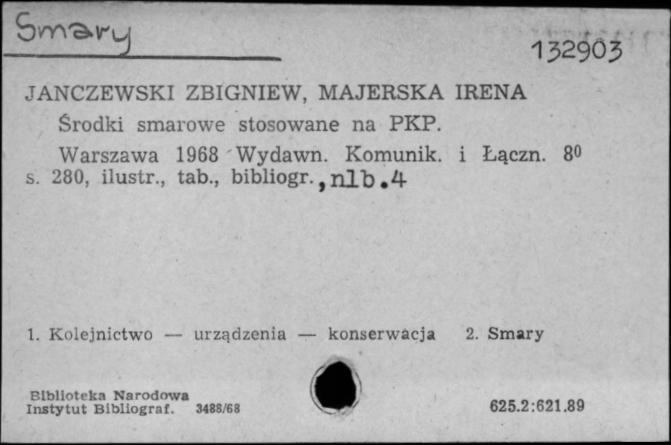 Smary
132903
JANCZEWSKI ZBIGNIEW, MAJERSKA IRENA
Środki smarowe stosowane na PKP.
Warszawa 1968 Wydawn. Komunik. i Łączn. 8⁰
s. 280, ilustr., tab., bibliogr., nlb.4
1. Kolejnictwo — urządzenia — konserwacja 2. Smary
Biblioteka Narodowa
Instytut Bibliograf. 3488/68
625.2:621.89